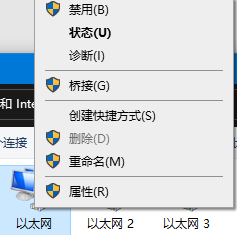 禁用(B)
状态(U)
诊断(I)
桥接(G)
和 Inte
创建快捷方式(S)
个连接
删除(D)
重命名(M)
属性(R)
以太网
以太网 2
以太网 3